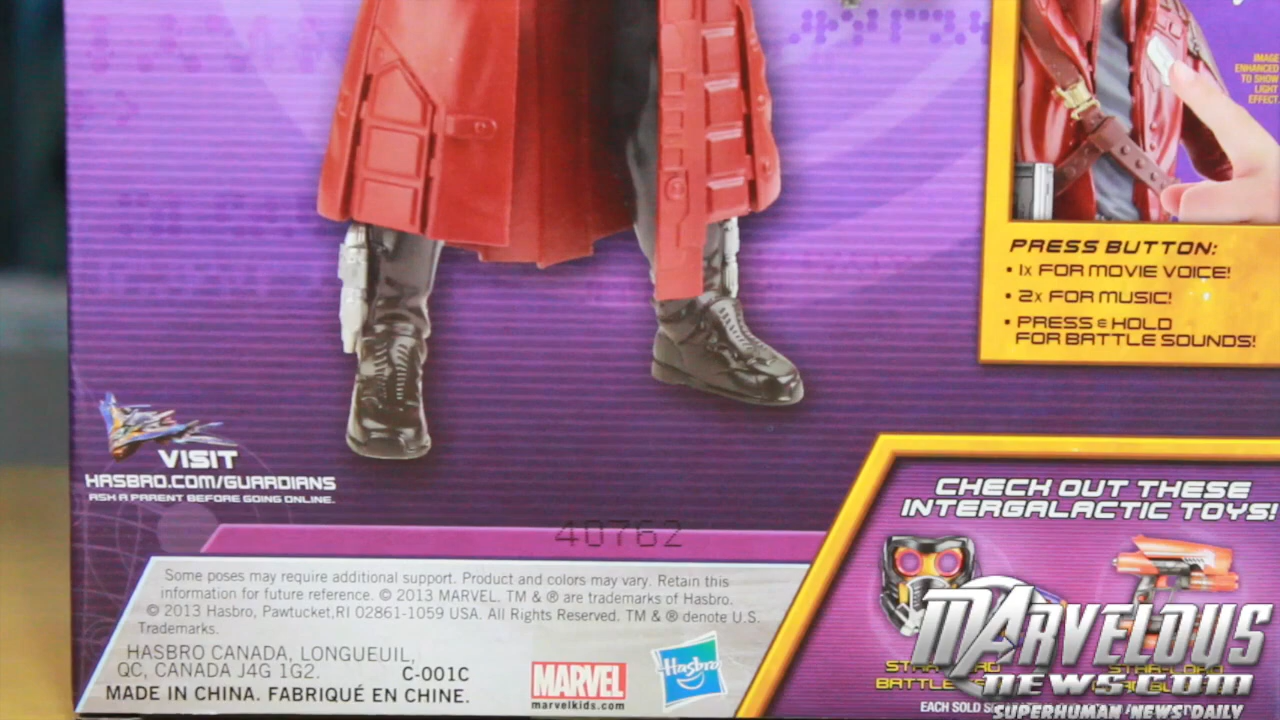 IMAGE
ENHANCED
TO SHOW
LIGHT
EFFECT.
PRESS BUTTON:
• 1x FOR MOVIE VOICE!
• 2x FOR MUSIC!
• PRESS & HOLD
FOR BATTLE SOUNDS!
VISIT
HASBRO.COM/GUARDIANS
ASK A PARENT BEFORE GOING ONLINE.
CHECK OUT THESE
INTERGALACTIC TOYS!
40762
Some poses may require additional support. Product and colors may vary. Retain this
information for future reference. © 2013 MARVEL. TM & ® are trademarks of Hasbro.
© 2013 Hasbro, Pawtucket,RI 02861-1059 USA. All Rights Reserved. TM & ® denote U.S.
Trademarks.
HASBRO CANADA, LONGUEUIL,
QC, CANADA J4G 1G2.
C-001C
MADE IN CHINA. FABRIQUÉ EN CHINE.
MARVEL
marvelkids.com
Hasbro
BATTLE
EACH SOLD
MARVELOUS
NEWS.COM
SUPERHUMAN NEWS DAILY